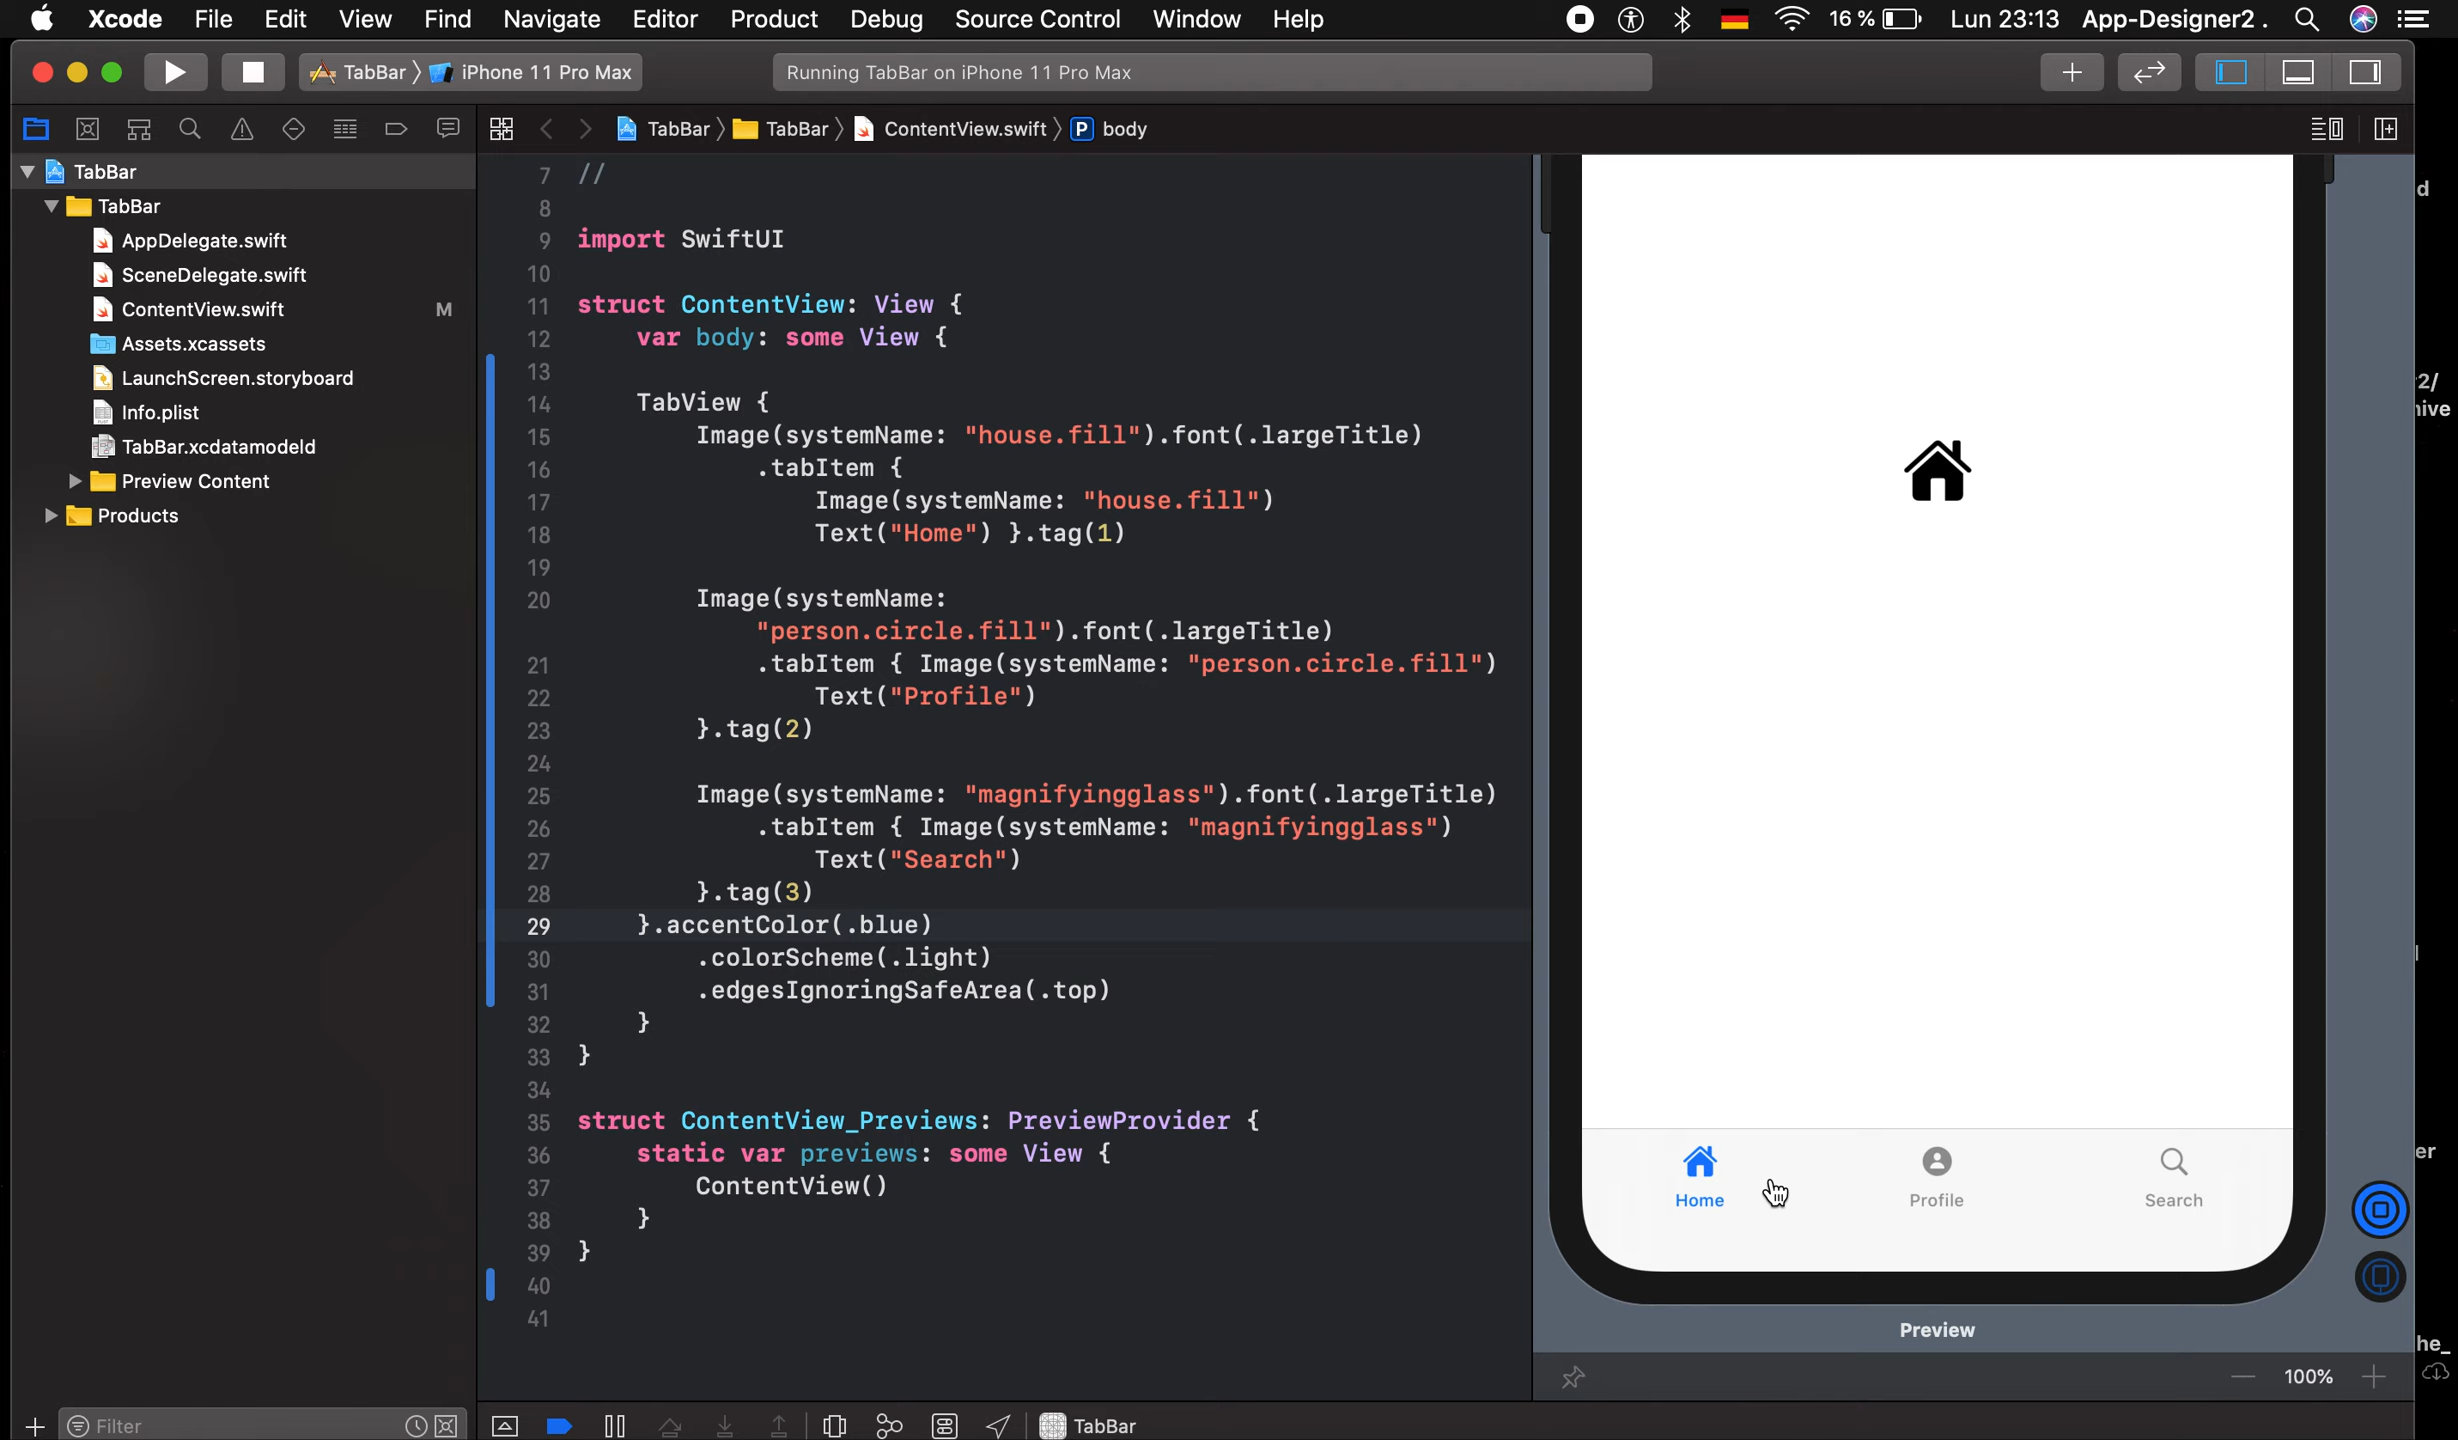 Xcode File Edit View Find Navigate Editor Product Debug Source Control Window Help 16 % Lun 23:13 App-Designer2 .
TabBar 〉 iPhone 11 Pro Max
Running TabBar on iPhone 11 Pro Max
TabBar 〉 TabBar 〉 ContentView.swift 〉 P body
TabBar
TabBar
AppDelegate.swift
SceneDelegate.swift
ContentView.swift M
Assets.xcassets
LaunchScreen.storyboard
Info.plist
TabBar.xcdatamodeld
Preview Content
Products
Filter
7 //
8
9 import SwiftUI
10
11 struct ContentView: View {
12 var body: some View {
13
14 TabView {
15 Image(systemName: "house.fill").font(.largeTitle)
16 .tabItem {
17 Image(systemName: "house.fill")
18 Text("Home") }.tag(1)
19
20 Image(systemName:
"person.circle.fill").font(.largeTitle)
21 .tabItem { Image(systemName: "person.circle.fill")
22 Text("Profile")
23 }.tag(2)
24
25 Image(systemName: "magnifyingglass").font(.largeTitle)
26 .tabItem { Image(systemName: "magnifyingglass")
27 Text("Search")
28 }.tag(3)
29 }.accentColor(.blue)
30 .colorScheme(.light)
31 .edgesIgnoringSafeArea(.top)
32 }
33 }
34
35 struct ContentView_Previews: PreviewProvider {
36 static var previews: some View {
37 ContentView()
38 }
39 }
40
41
Home Profile Search
Preview
100%
TabBar
d
2/
ive
er
he_